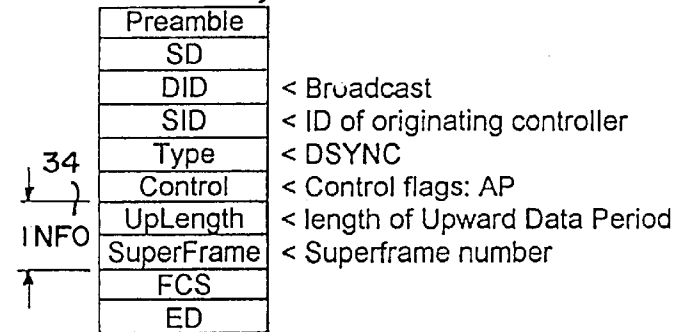 Preamble
SD
DID < Broadcast
SID < ID of originating controller
Type < DSYNC
34
Control < Control flags: AP
UpLength < length of Upward Data Period
INFO
SuperFrame < Superframe number
FCS
ED